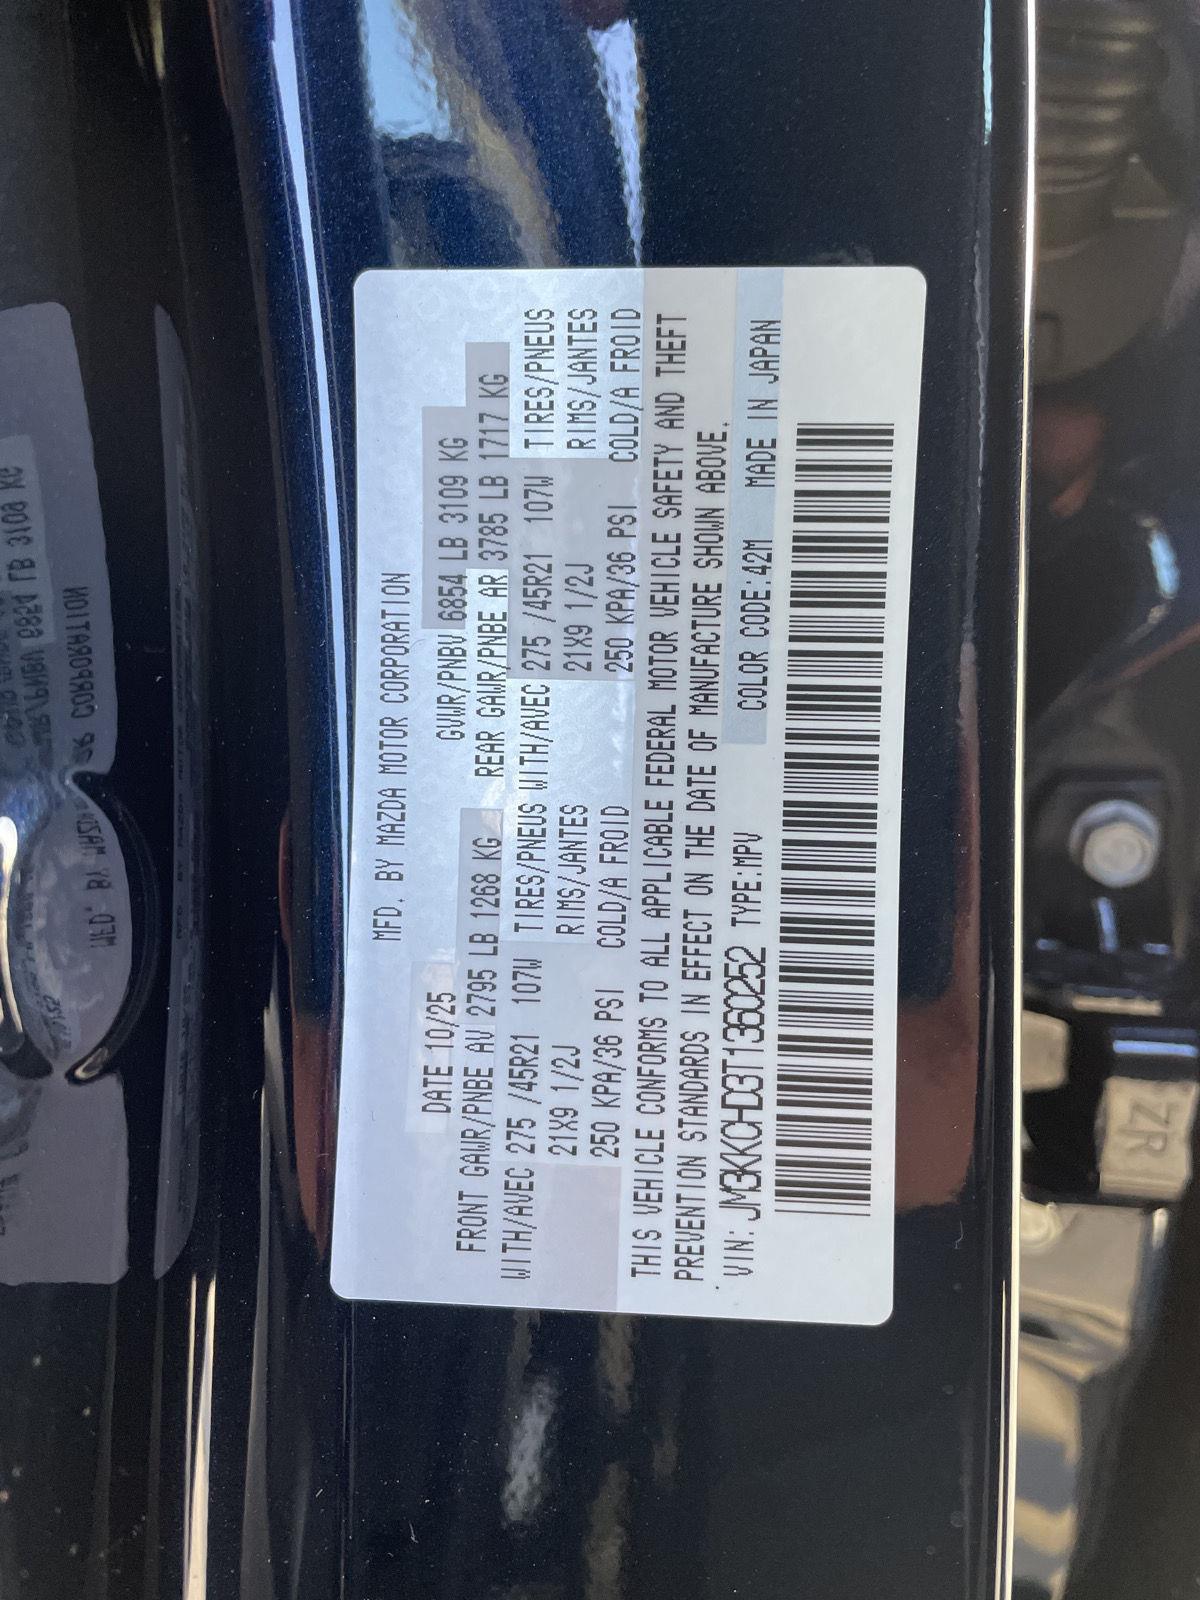 MFD. BY MAZDA MOTOR CORPORATION
DATE 10/25 GVWR/PNBV 6854 LB 3109 KG
FRONT GAWR/PNBE AV 2795 LB 1268 KG REAR GAWR/PNBE AR 3785 LB 1717 KG
WITH/AVEC 275 /45R21 107W TIRES/PNEUS WITH/AVEC 275 /45R21 107W TIRES/PNEUS
21X9 1/2J RIMS/JANTES 21X9 1/2J RIMS/JANTES
250 KPA/36 PSI COLD/A FROID 250 KPA/36 PSI COLD/A FROID
THIS VEHICLE CONFORMS TO ALL APPLICABLE FEDERAL MOTOR VEHICLE SAFETY AND THEFT
PREVENTION STANDARDS IN EFFECT ON THE DATE OF MANUFACTURE SHOWN ABOVE.
VIN: JM3KKCHD3T1360252 TYPE:MPV COLOR CODE:42M MADE IN JAPAN
ZR